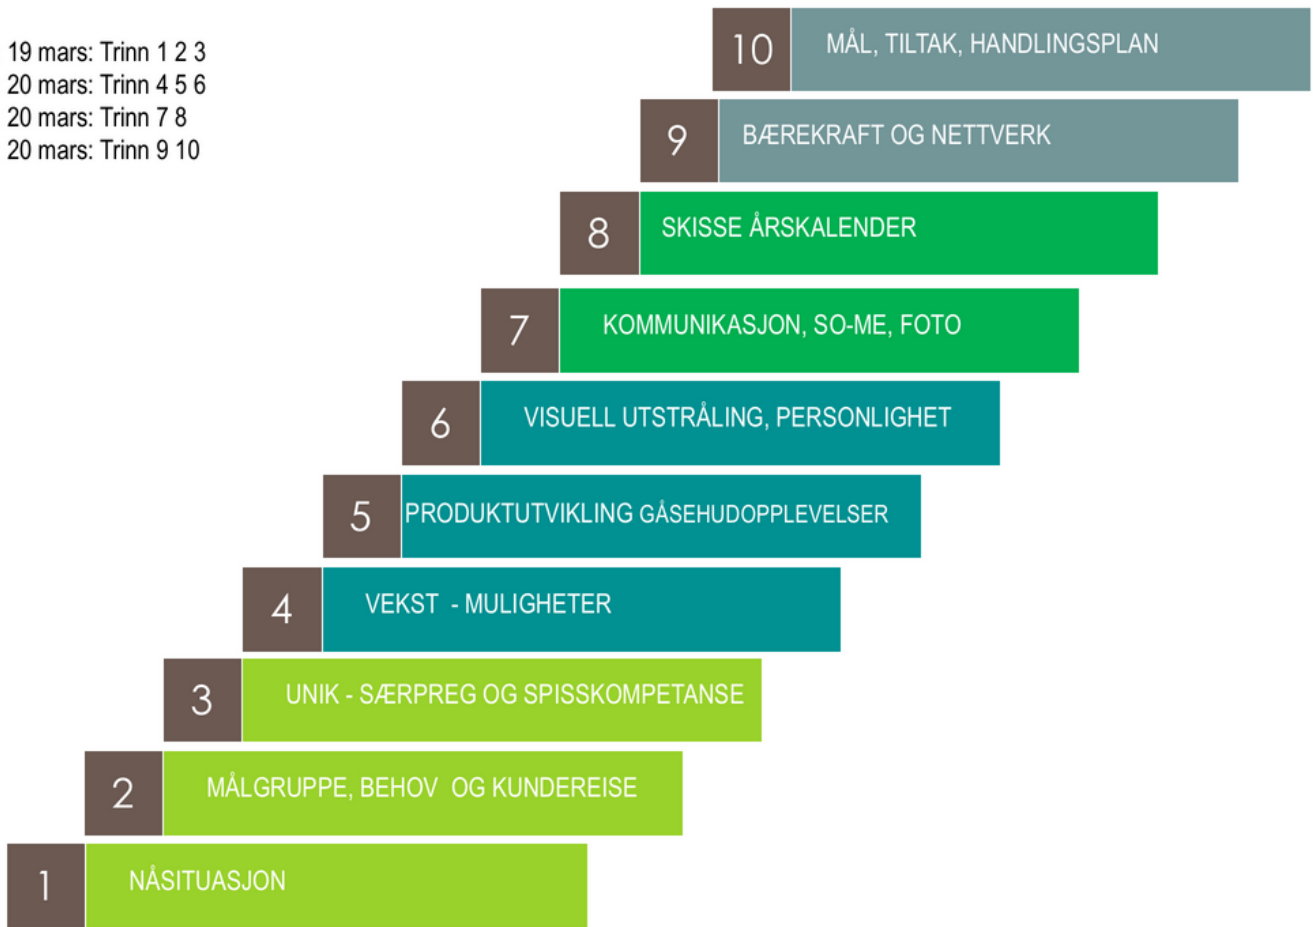 19 mars: Trinn 1 2 3
20 mars: Trinn 4 5 6
20 mars: Trinn 7 8
20 mars: Trinn 9 10
10 MÅL, TILTAK, HANDLINGSPLAN
9 BÆREKRAFT OG NETTVERK
8 SKISSE ÅRSKALENDER
7 KOMMUNIKASJON, SO-ME, FOTO
6 VISUELL UTSTRÅLING, PERSONLIGHET
5 PRODUKTUTVIKLING GÅSEHUDOPPLEVELSER
4 VEKST - MULIGHETER
3 UNIK - SÆRPREG OG SPISSKOMPETANSE
2 MÅLGRUPPE, BEHOV OG KUNDEREISE
1 NÅSITUASJON